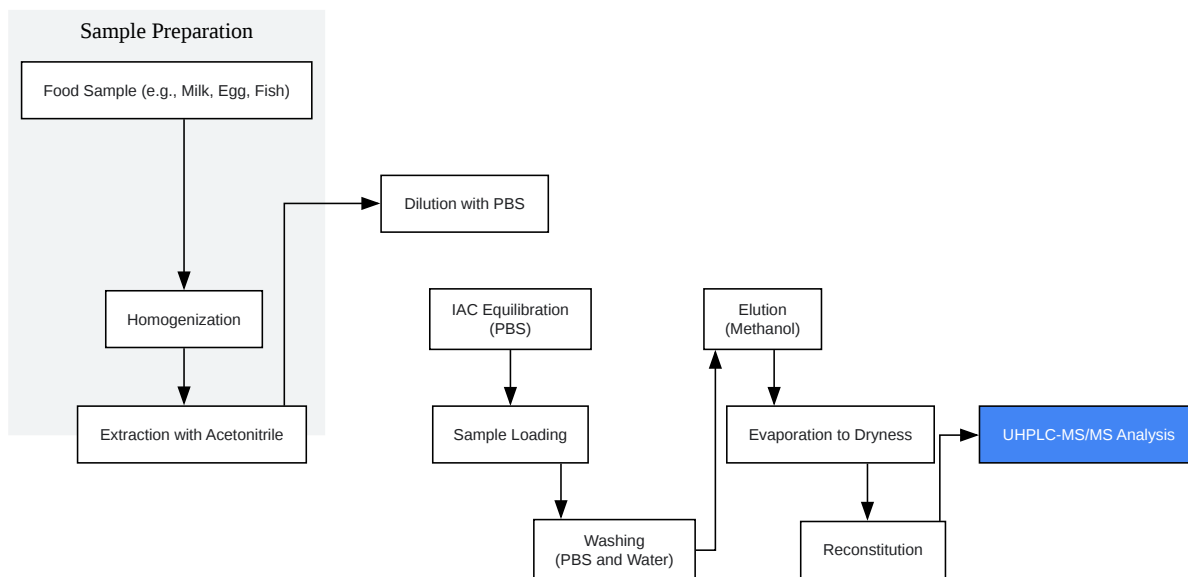 Sample Preparation
Food Sample (e.g., Milk, Egg, Fish)
Homogenization
Extraction with Acetonitrile
Dilution with PBS
IAC Equilibration
(PBS)
Sample Loading
Washing
(PBS and Water)
Elution
(Methanol)
Evaporation to Dryness
Reconstitution
UHPLC-MS/MS Analysis